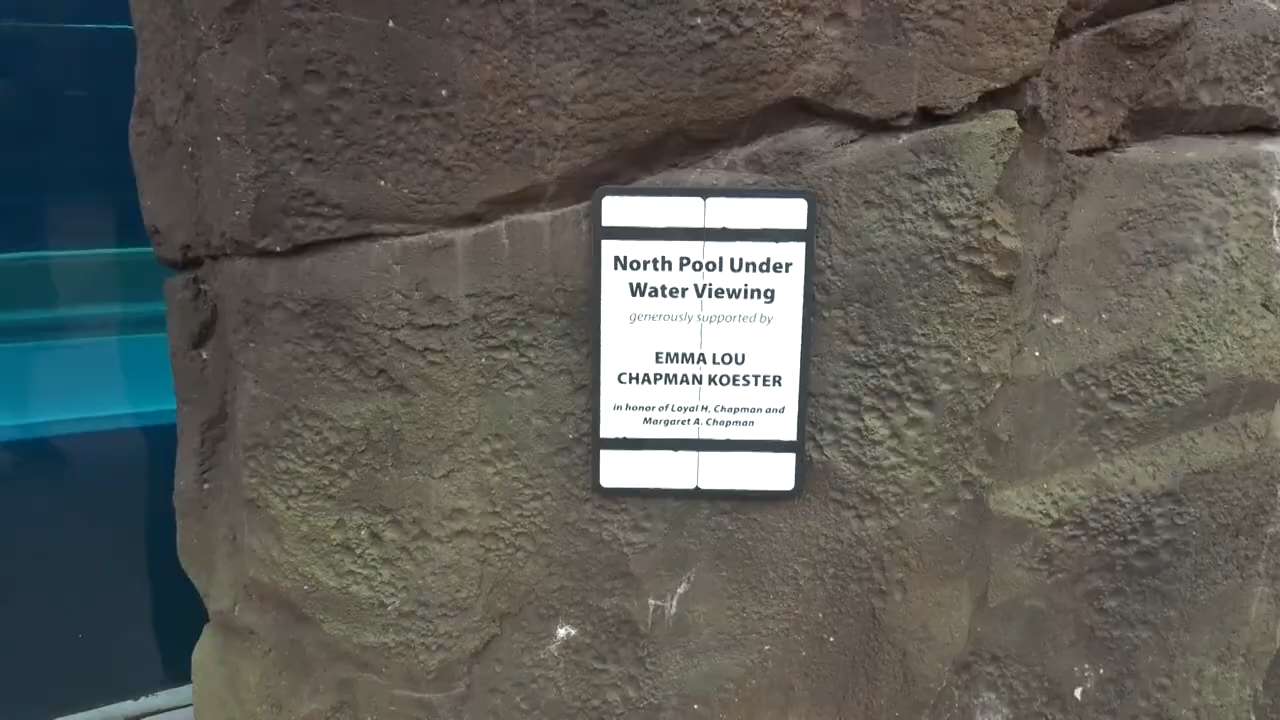 North Pool Under
Water Viewing
generously supported by
EMMA LOU
CHAPMAN KOESTER
in honor of Loyal H. Chapman and
Margaret A. Chapman